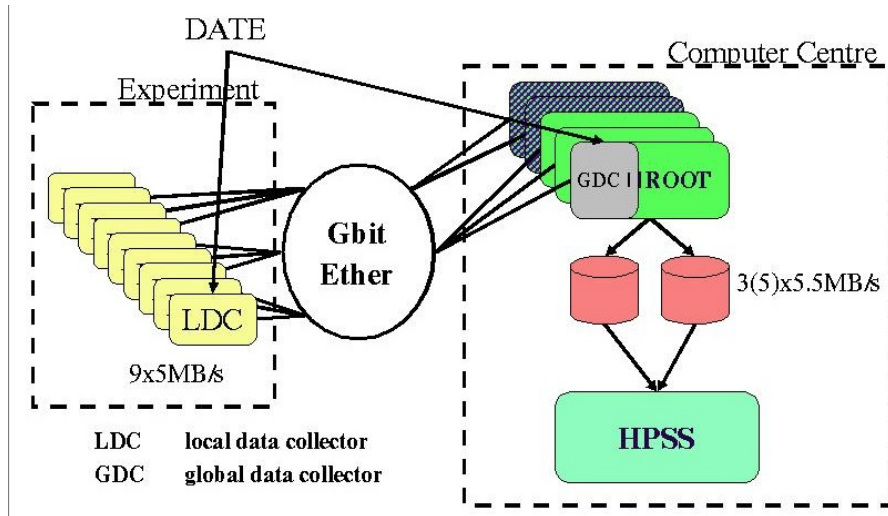 DATE
Computer Centre
Experiment
GDC
ROOT
Gbit
Ether
LDC
3(5)x5.5MB/s
9x5MB/s
HPSS
LDC local data collector
GDC global data collector